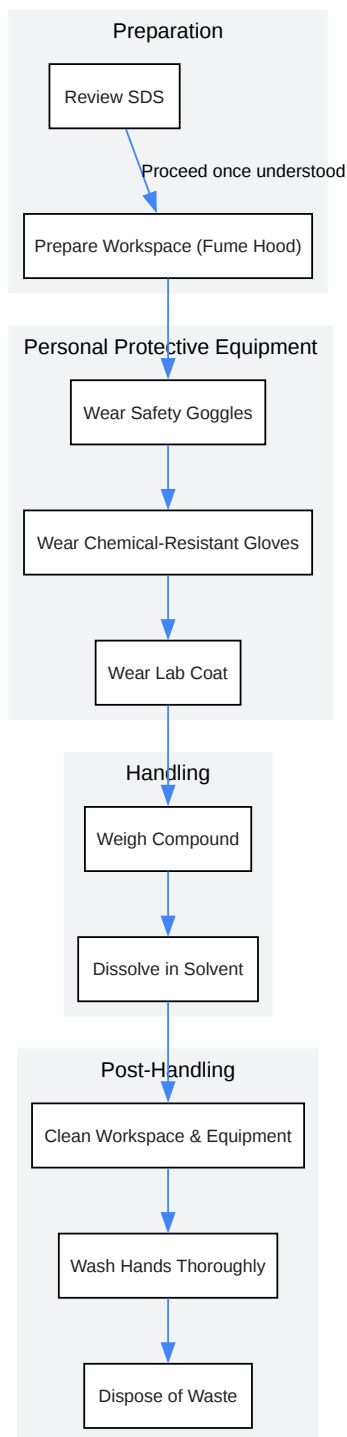 Preparation
Review SDS
Proceed once understood
Prepare Workspace (Fume Hood)
Personal Protective Equipment
Wear Safety Goggles
Wear Chemical-Resistant Gloves
Wear Lab Coat
Handling
Weigh Compound
Dissolve in Solvent
Post-Handling
Clean Workspace & Equipment
Wash Hands Thoroughly
Dispose of Waste